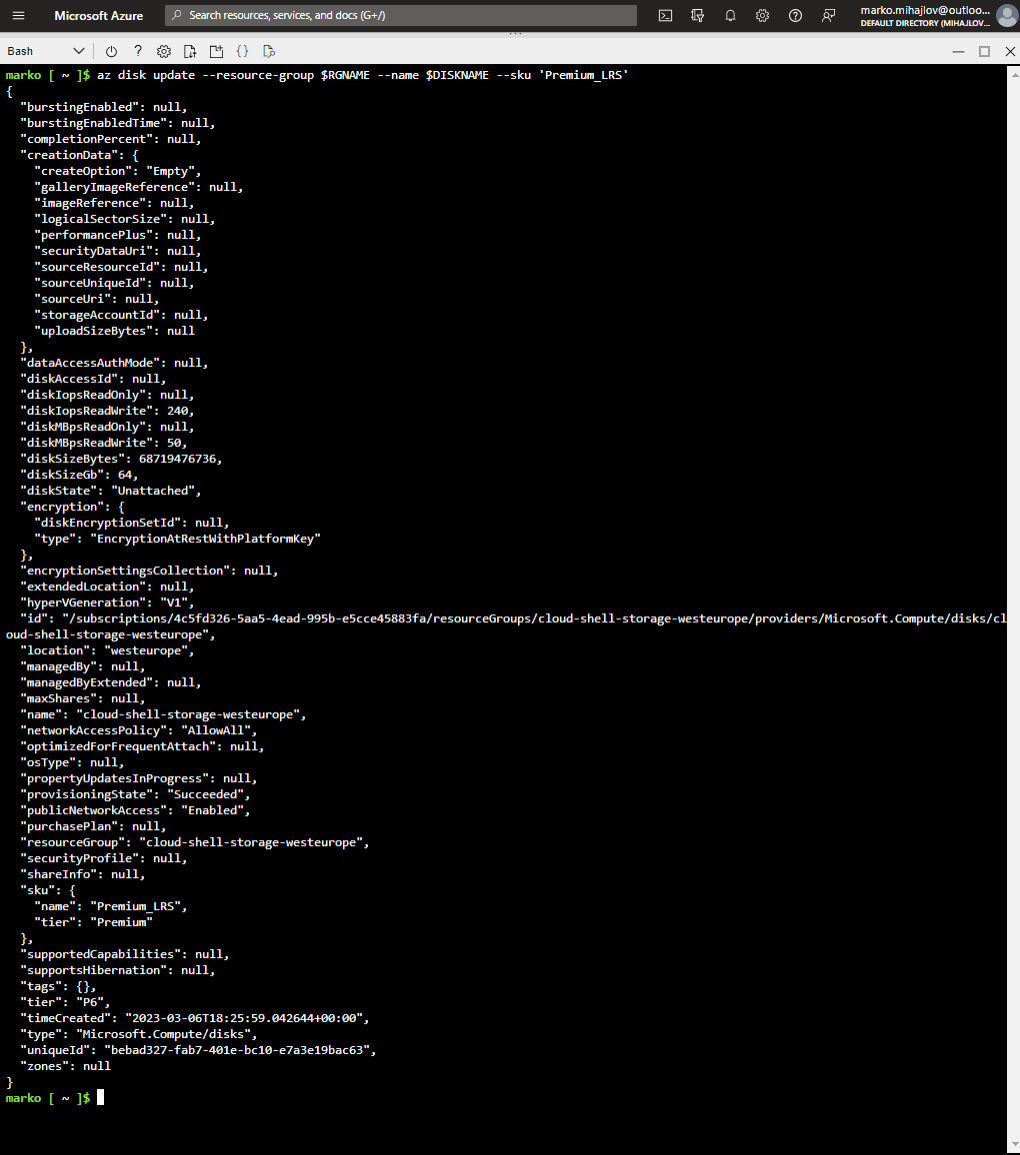 Microsoft Azure
Search resources, services, and docs (G+/)
marko.mihajlov@outloo...
DEFAULT DIRECTORY (MIHAJLOV...
Bash
marko [ ~ ]$ az disk update --resource-group $RGNAME --name $DISKNAME --sku 'Premium_LRS'
{
  "burstingEnabled": null,
  "burstingEnabledTime": null,
  "completionPercent": null,
  "creationData": {
    "createOption": "Empty",
    "galleryImageReference": null,
    "imageReference": null,
    "logicalSectorSize": null,
    "performancePlus": null,
    "securityDataUri": null,
    "sourceResourceId": null,
    "sourceUniqueId": null,
    "sourceUri": null,
    "storageAccountId": null,
    "uploadSizeBytes": null
  },
  "dataAccessAuthMode": null,
  "diskAccessId": null,
  "diskIopsReadOnly": null,
  "diskIopsReadWrite": 240,
  "diskMBpsReadOnly": null,
  "diskMBpsReadWrite": 50,
  "diskSizeBytes": 68719476736,
  "diskSizeGb": 64,
  "diskState": "Unattached",
  "encryption": {
    "diskEncryptionSetId": null,
    "type": "EncryptionAtRestWithPlatformKey"
  },
  "encryptionSettingsCollection": null,
  "extendedLocation": null,
  "hyperVGeneration": "V1",
  "id": "/subscriptions/4c5fd326-5aa5-4ead-995b-e5cce45883fa/resourceGroups/cloud-shell-storage-westeurope/providers/Microsoft.Compute/disks/cl
oud-shell-storage-westeurope",
  "location": "westeurope",
  "managedBy": null,
  "managedByExtended": null,
  "maxShares": null,
  "name": "cloud-shell-storage-westeurope",
  "networkAccessPolicy": "AllowAll",
  "optimizedForFrequentAttach": null,
  "osType": null,
  "propertyUpdatesInProgress": null,
  "provisioningState": "Succeeded",
  "publicNetworkAccess": "Enabled",
  "purchasePlan": null,
  "resourceGroup": "cloud-shell-storage-westeurope",
  "securityProfile": null,
  "shareInfo": null,
  "sku": {
    "name": "Premium_LRS",
    "tier": "Premium"
  },
  "supportedCapabilities": null,
  "supportsHibernation": null,
  "tags": {},
  "tier": "P6",
  "timeCreated": "2023-03-06T18:25:59.042644+00:00",
  "type": "Microsoft.Compute/disks",
  "uniqueId": "bebad327-fab7-401e-bc10-e7a3e19bac63",
  "zones": null
}
marko [ ~ ]$